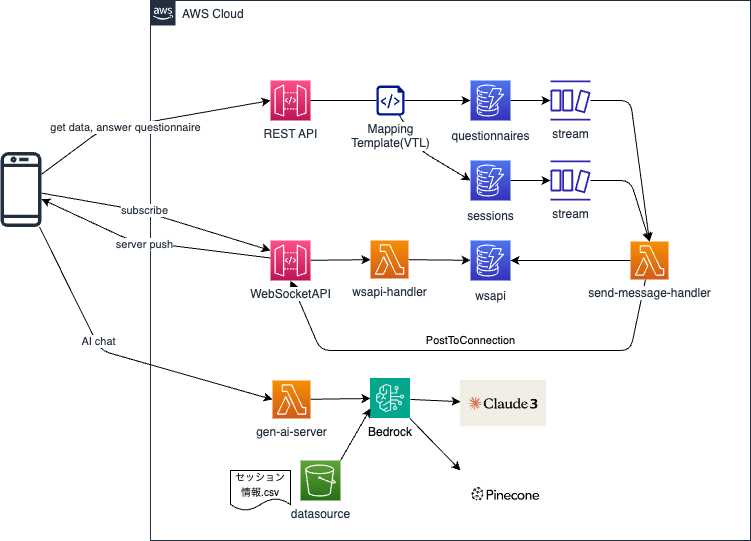 aws
AWS Cloud
get data, answer questionnaire
REST API
Mapping
Template(VTL)
questionnaires
stream
sessions
stream
subscribe
server push
WebSocketAPI
wsapi-handler
wsapi
send-message-handler
PostToConnection
AI chat
gen-ai-server
Bedrock
Claude 3
セッション
情報.csv
datasource
Pinecone